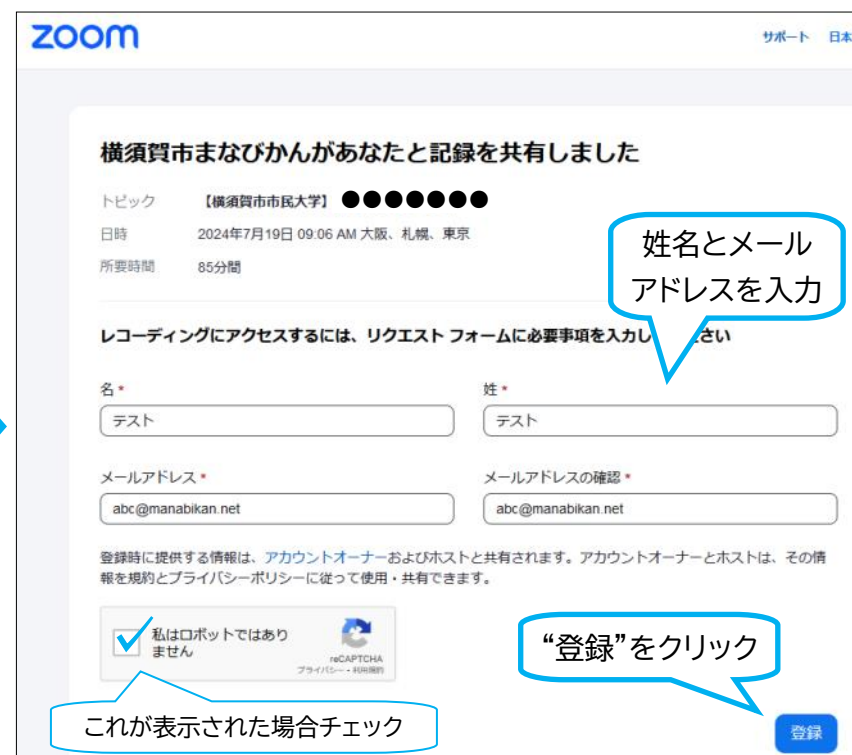 zoom
サポート 日本
横須賀市まなびかんがあなたと記録を共有しました
トピック 【横須賀市市民大学】 ●●●●●●●
日時 2024年7月19日 09:06 AM 大阪、札幌、東京
所要時間 85分間
姓名とメール
アドレスを入力
レコーディングにアクセスするには、リクエスト フォームに必要事項を入力し ださい
名 * 姓 *
テスト テスト
メールアドレス * メールアドレスの確認 *
abc@manabikan.net abc@manabikan.net
登録時に提供する情報は、アカウントオーナーおよびホストと共有されます。アカウントオーナーとホストは、その情
報を規約とプライバシーポリシーに従って使用・共有できます。
私はロボットではあり
ません
reCAPTCHA
プライバシー - 利用規約
“登録”をクリック
これが表示された場合チェック
登録